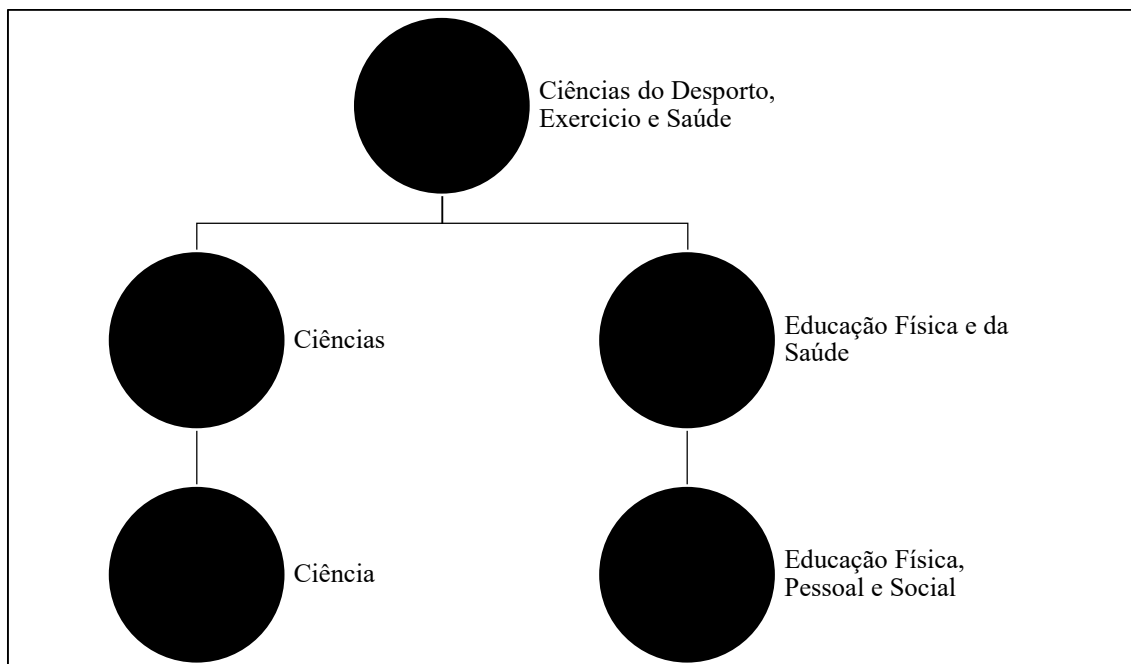 Ciências do Desporto,
Exercicio e Saúde
Ciências
Educação Física e da
Saúde
Ciência
Educação Física,
Pessoal e Social